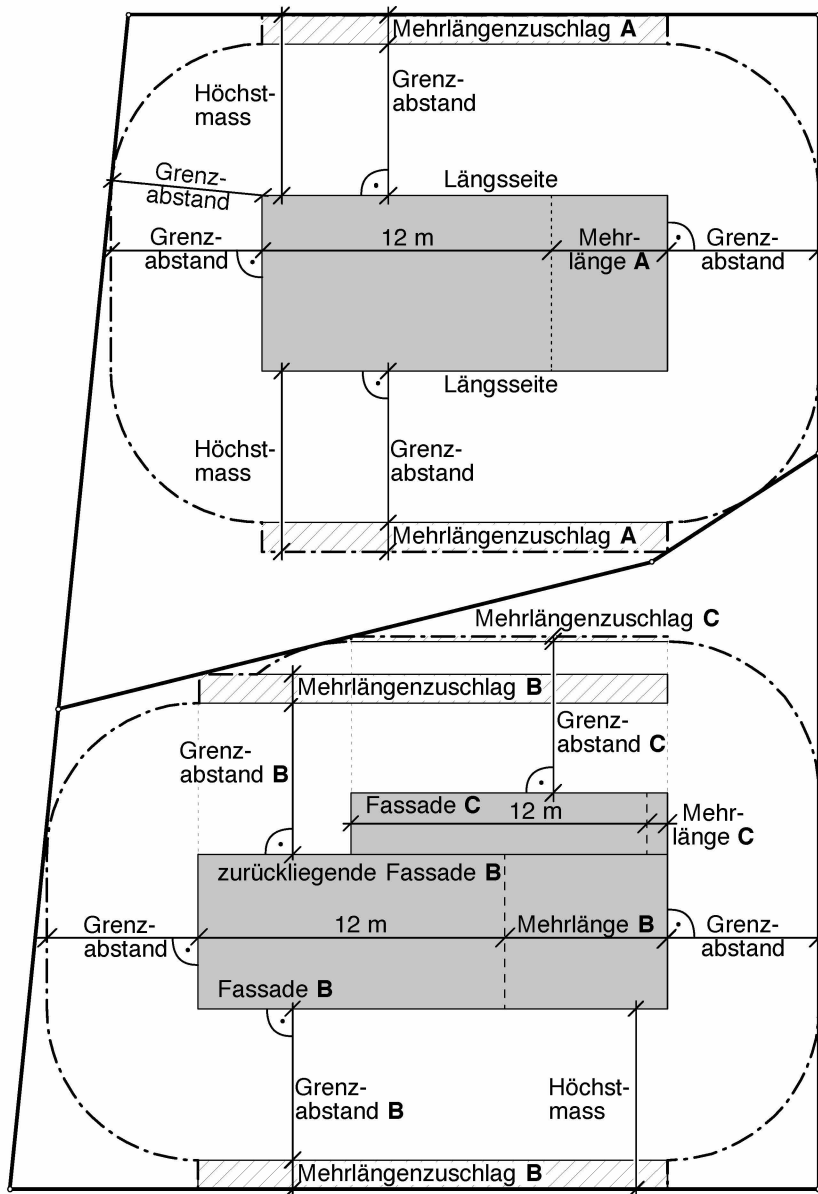 Mehrlängenzuschlag A
Höchst-
mass
Grenz-
abstand
Grenz-
abstand
Längsseite
Grenz-
abstand
12 m
Mehr-
länge A
Grenz-
abstand
Längsseite
Höchst-
mass
Grenz-
abstand
Mehrlängenzuschlag A
Mehrlängenzuschlag C
Mehrlängenzuschlag B
Grenz-
abstand B
Grenz-
abstand C
Fassade C
12 m
Mehr-
länge C
zurückliegende Fassade B
Grenz-
abstand
12 m
Mehrlänge B
Grenz-
abstand
Fassade B
Grenz-
abstand B
Höchst-
mass
Mehrlängenzuschlag B